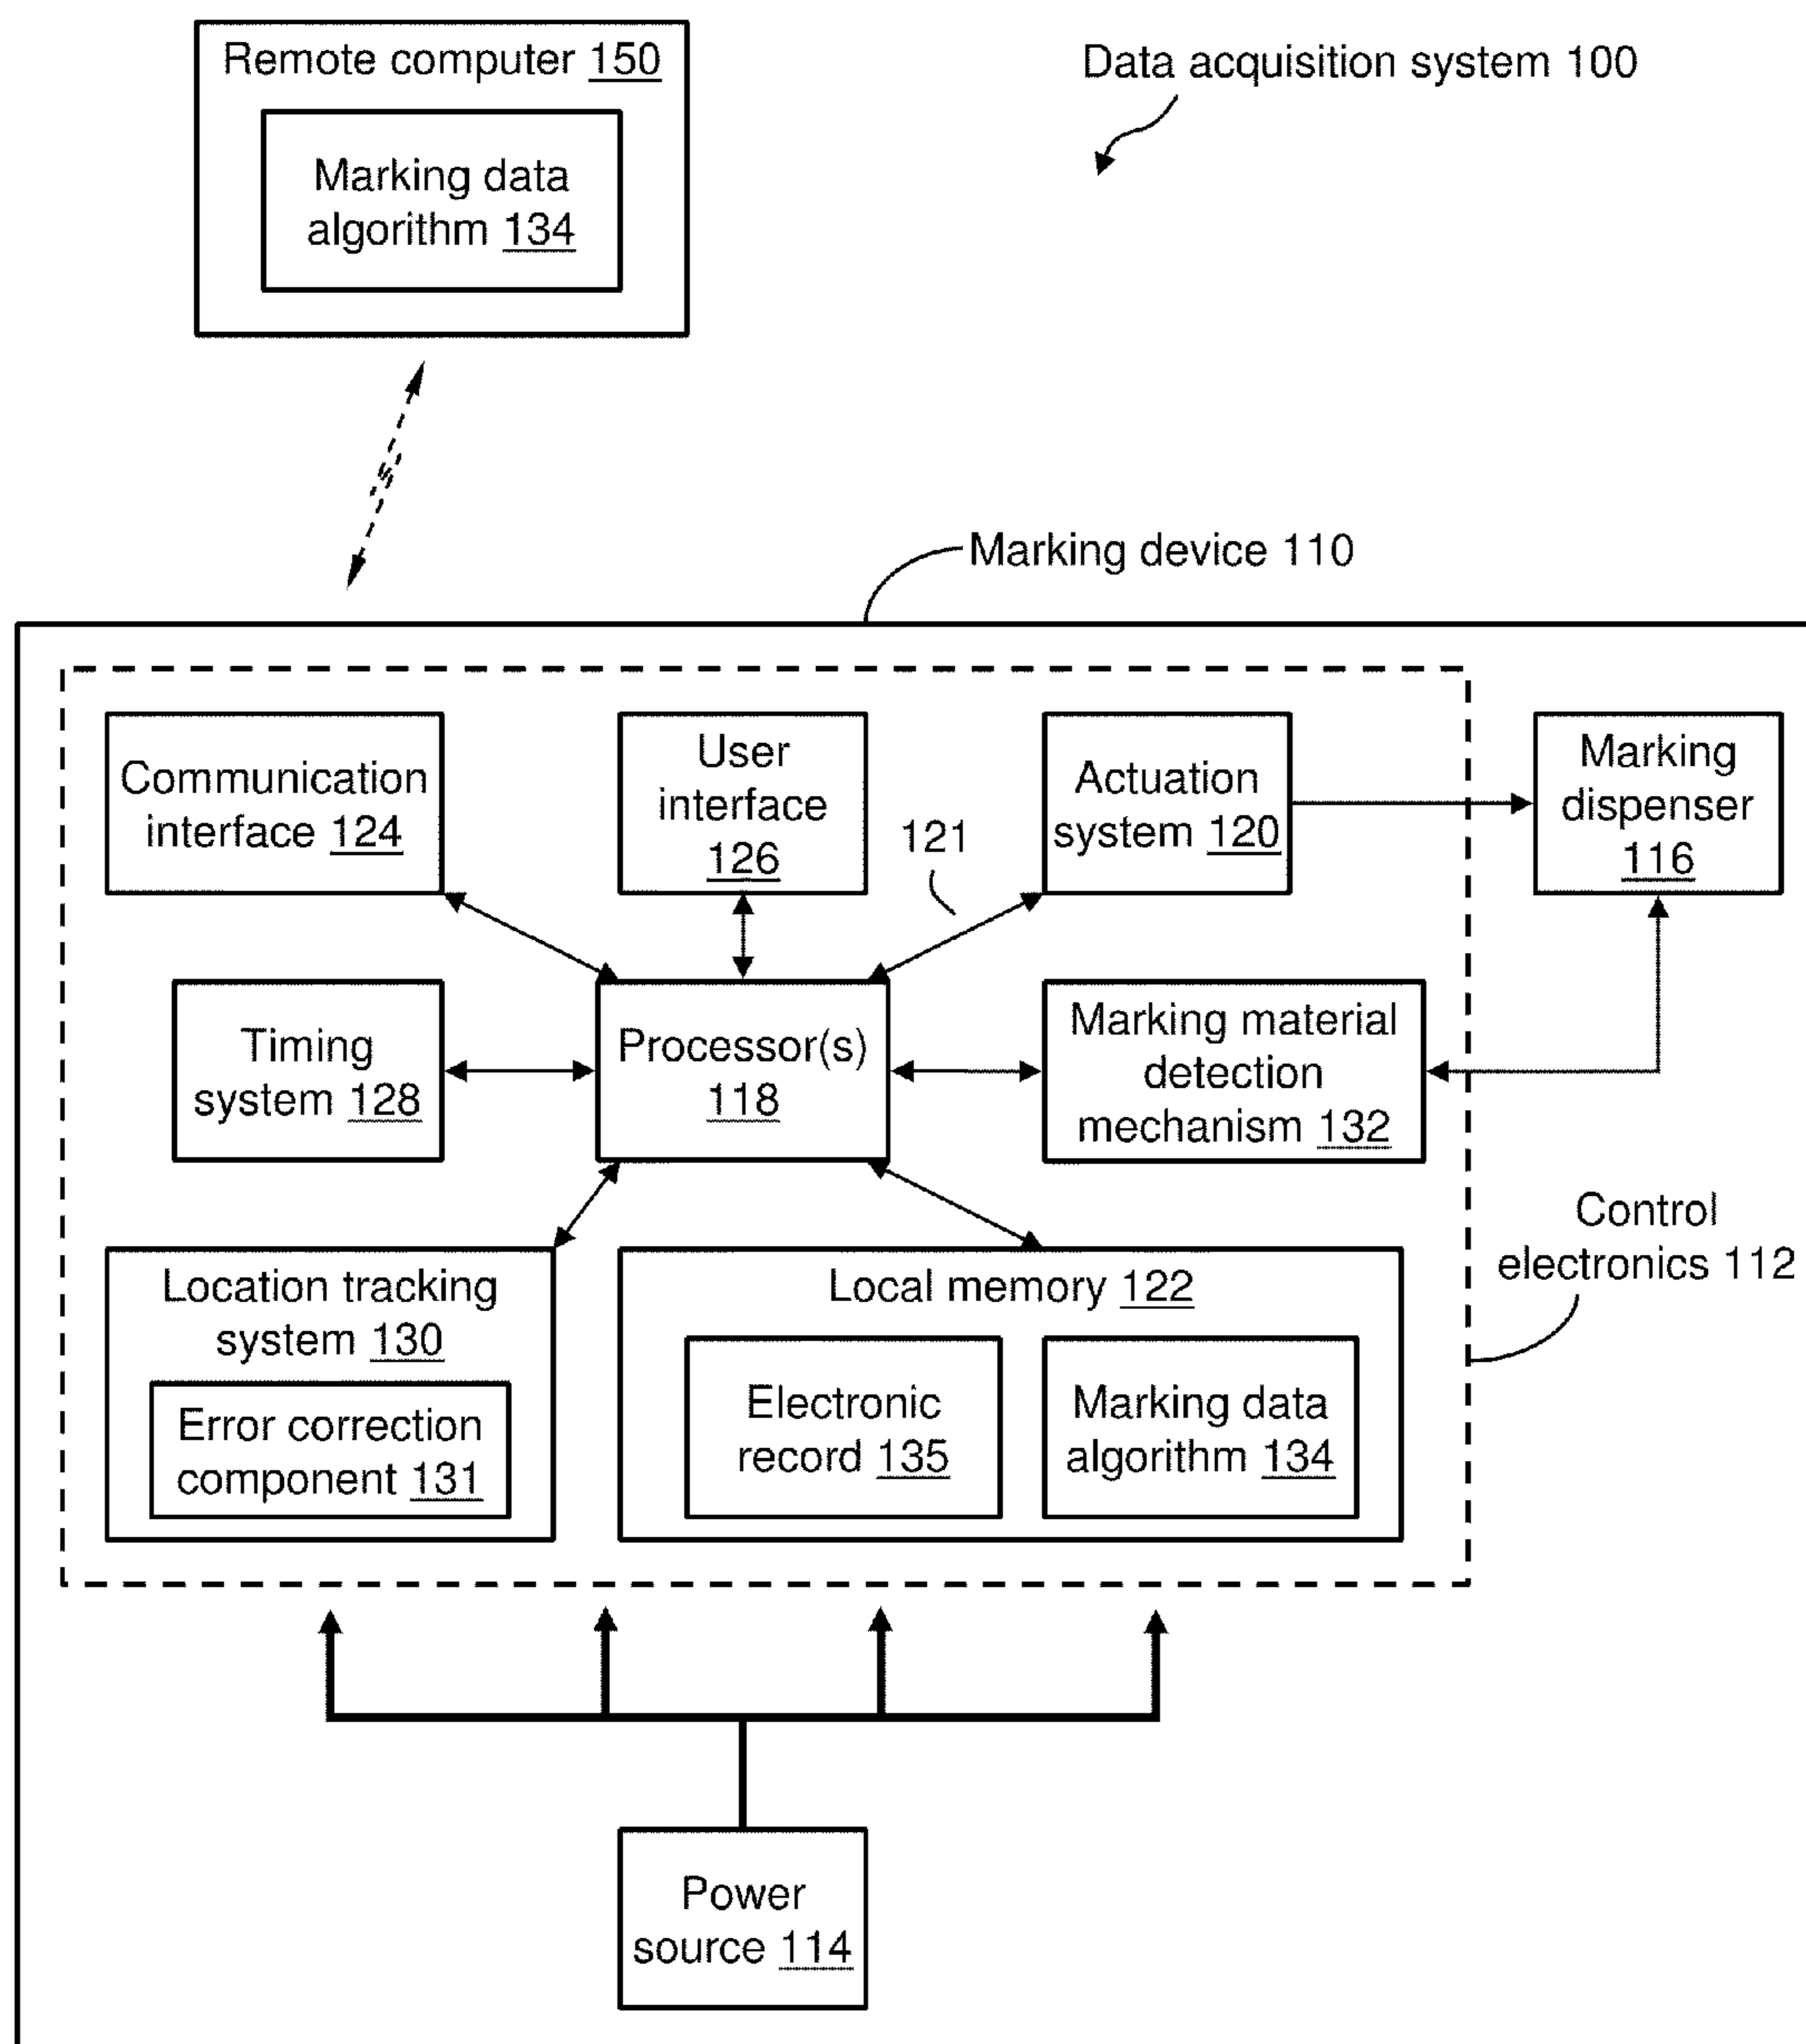 Remote computer 150
Marking data
algorithm 134
Data acquisition system 100
Marking device 110
Communication
interface 124
User
interface
126
Actuation
system 120
Marking
dispenser
116
121
Timing
system 128
Processor(s)
118
Marking material
detection
mechanism 132
Control
electronics 112
Location tracking
system 130
Error correction
component 131
Local memory 122
Electronic
record 135
Marking data
algorithm 134
Power
source 114